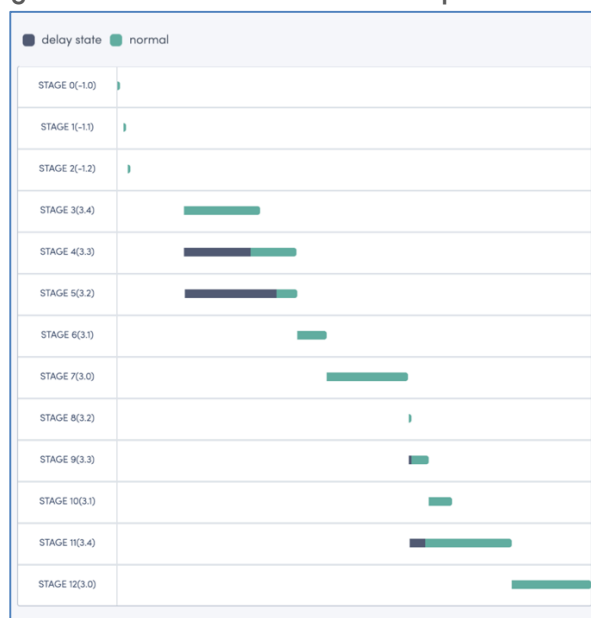 delay state normal
STAGE 0(-1.0)
STAGE 1(-1.1)
STAGE 2(-1.2)
STAGE 3(3.4)
STAGE 4(3.3)
STAGE 5(3.2)
STAGE 6(3.1)
STAGE 7(3.0)
STAGE 8(3.2)
STAGE 9(3.3)
STAGE 10(3.1)
STAGE 11(3.4)
STAGE 12(3.0)